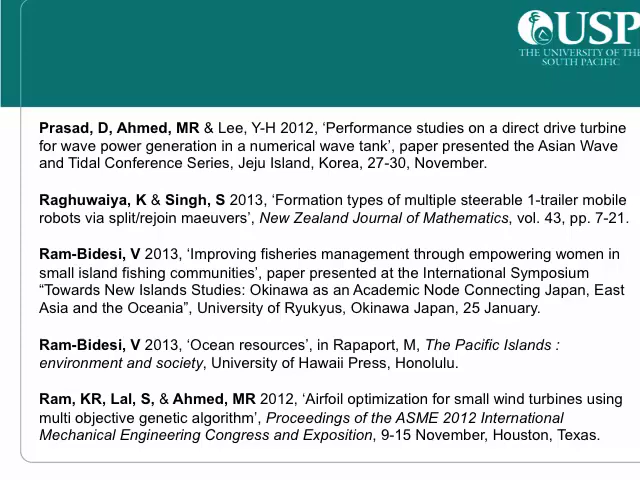 USP
THE UNIVERSITY OF THE
SOUTH PACIFIC
Prasad, D, Ahmed, MR & Lee, Y-H 2012, ‘Performance studies on a direct drive turbine
for wave power generation in a numerical wave tank’, paper presented the Asian Wave
and Tidal Conference Series, Jeju Island, Korea, 27-30, November.
Raghuwaiya, K & Singh, S 2013, ‘Formation types of multiple steerable 1-trailer mobile
robots via split/rejoin maeuvers’, New Zealand Journal of Mathematics, vol. 43, pp. 7-21.
Ram-Bidesi, V 2013, ‘Improving fisheries management through empowering women in
small island fishing communities’, paper presented at the International Symposium
“Towards New Islands Studies: Okinawa as an Academic Node Connecting Japan, East
Asia and the Oceania”, University of Ryukyus, Okinawa Japan, 25 January.
Ram-Bidesi, V 2013, ‘Ocean resources’, in Rapaport, M, The Pacific Islands :
environment and society, University of Hawaii Press, Honolulu.
Ram, KR, Lal, S, & Ahmed, MR 2012, ‘Airfoil optimization for small wind turbines using
multi objective genetic algorithm’, Proceedings of the ASME 2012 International
Mechanical Engineering Congress and Exposition, 9-15 November, Houston, Texas.